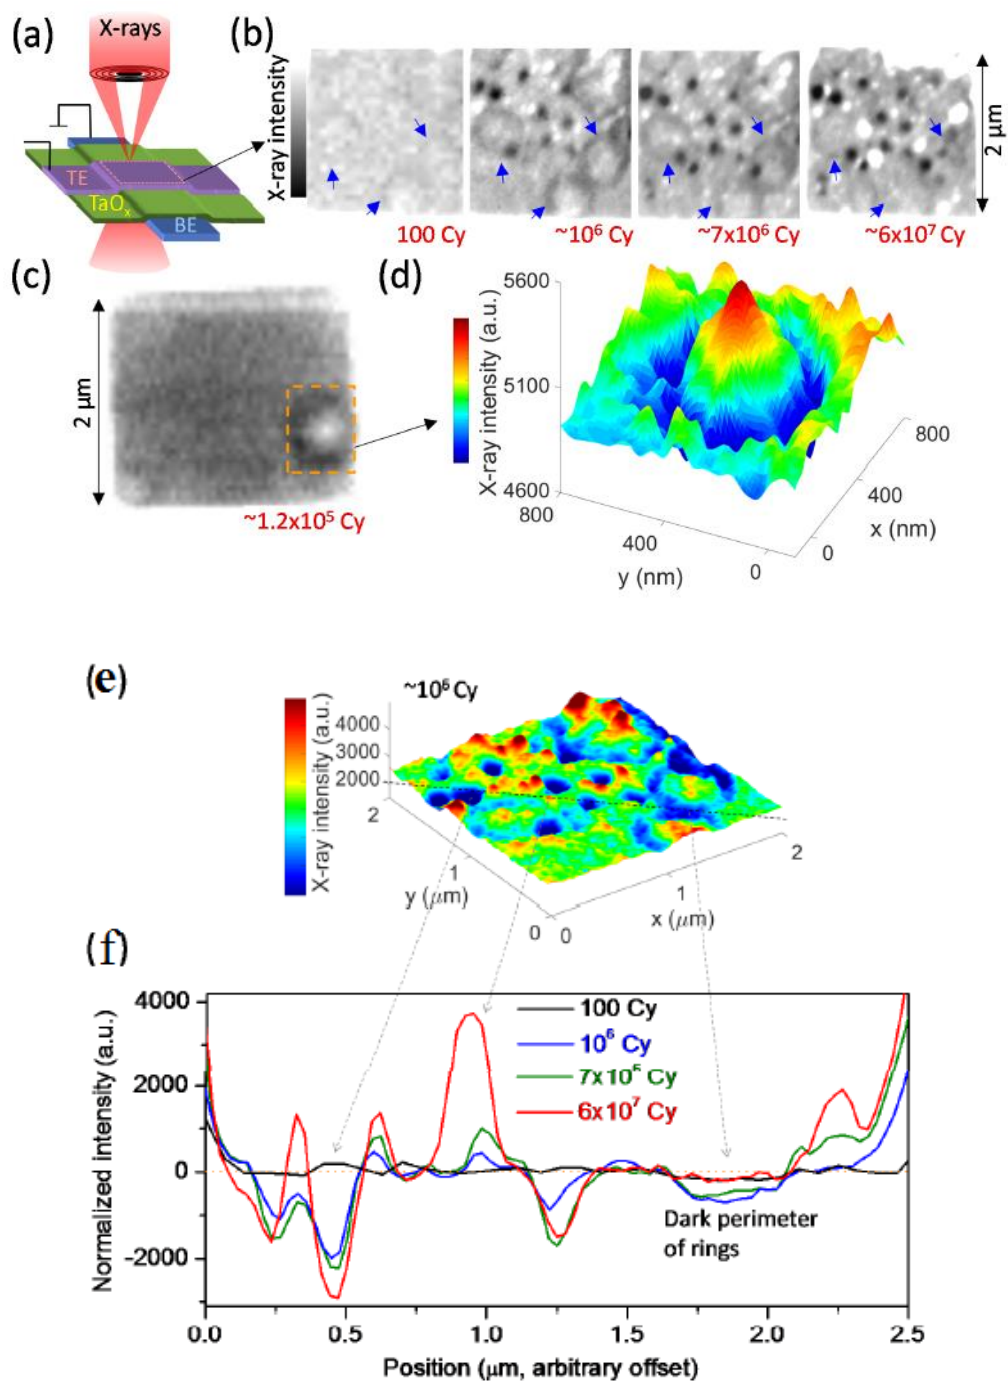 (a)
X-rays
TE
TaOₓ
BE
(b)
X-ray intensity
100 Cy
~10⁶ Cy
~7x10⁶ Cy
~6x10⁷ Cy
2 µm
(c)
2 µm
~1.2x10⁵ Cy
(d)
X-ray intensity (a.u.)
5600
5100
4600
800
400
0
y (nm)
800
400
0
x (nm)
(e)
~10⁶ Cy
X-ray intensity (a.u.)
4000
3000
2000
2
1
0
y (µm)
0
1
2
x (µm)
(f)
Normalized intensity (a.u.)
4000
2000
0
-2000
100 Cy
10⁶ Cy
7x10⁶ Cy
6x10⁷ Cy
Dark perimeter
of rings
0.0 0.5 1.0 1.5 2.0 2.5
Position (µm, arbitrary offset)